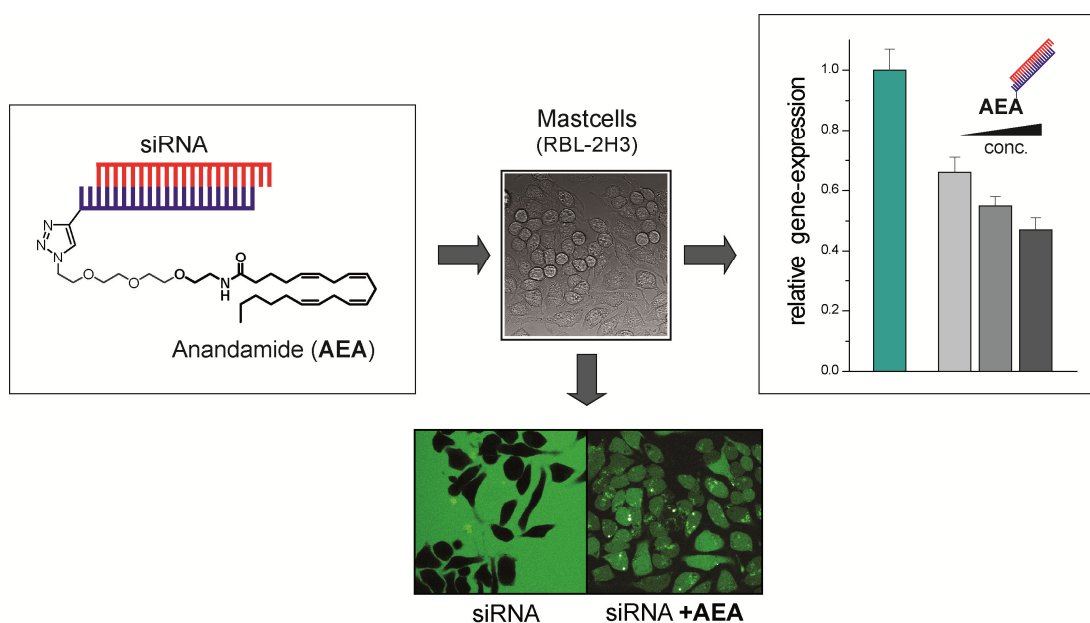 siRNA
N
N
N
O
O
O
N
H
O
Anandamide (AEA)
Mastcells
(RBL-2H3)
relative gene-expression
1.0
0.8
0.6
0.4
0.2
0.0
AEA
conc.
siRNA
siRNA +AEA